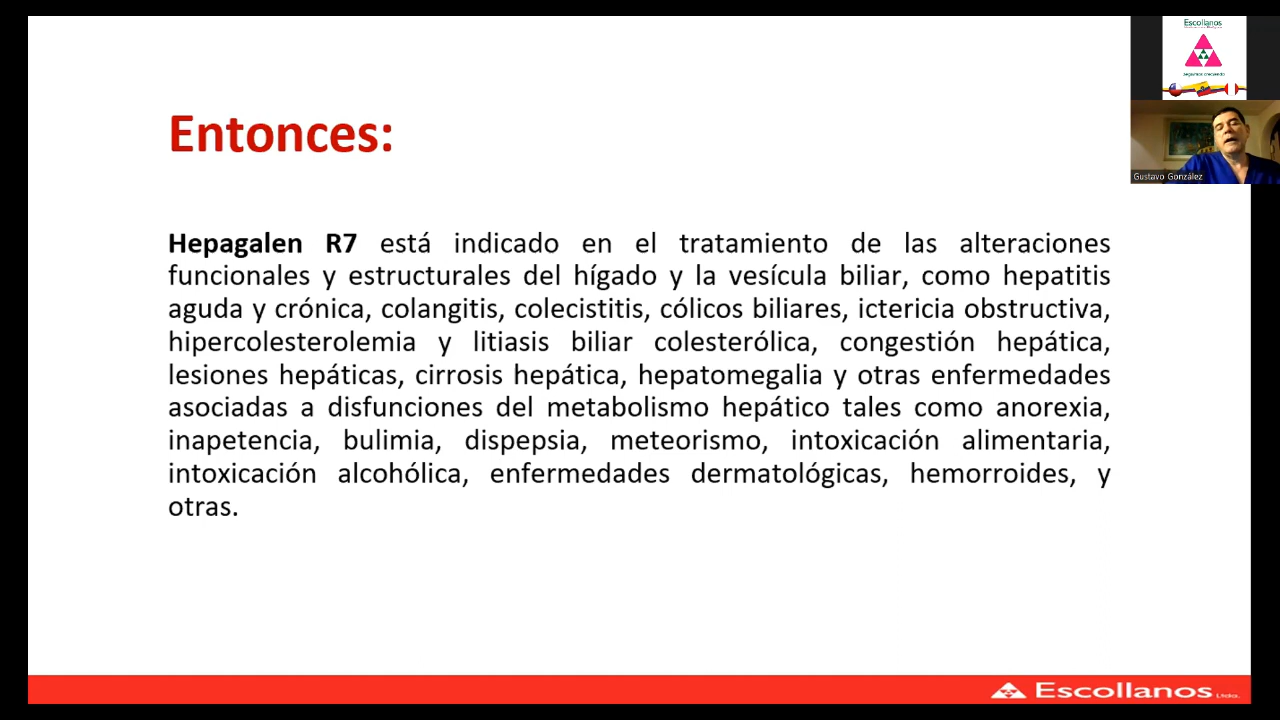 Entonces:
Hepagalen R7 está indicado en el tratamiento de las alteraciones
funcionales y estructurales del hígado y la vesícula biliar, como hepatitis
aguda y crónica, colangitis, colecistitis, cólicos biliares, ictericia obstructiva,
hipercolesterolemia y litiasis biliar colesterólica, congestión hepática,
lesiones hepáticas, cirrosis hepática, hepatomegalia y otras enfermedades
asociadas a disfunciones del metabolismo hepático tales como anorexia,
inapetencia, bulimia, dispepsia, meteorismo, intoxicación alimentaria,
intoxicación alcohólica, enfermedades dermatológicas, hemorroides, y
otras.
Escollanos
Gustavo González
Escollanos Ltda.